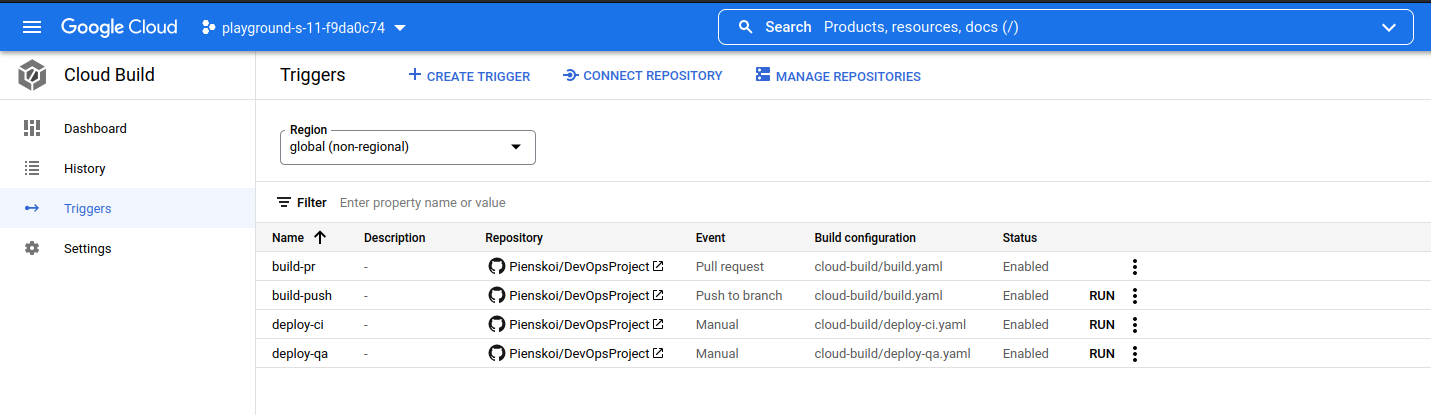 Google Cloud playground-s-11-f9da0c74 Search Products, resources, docs (/)
Cloud Build Triggers CREATE TRIGGER CONNECT REPOSITORY MANAGE REPOSITORIES
Dashboard
History
Triggers
Settings
Region
global (non-regional)
Filter Enter property name or value
Name Description Repository Event Build configuration Status
build-pr - Pienskoi/DevOpsProject Pull request cloud-build/build.yaml Enabled
build-push - Pienskoi/DevOpsProject Push to branch cloud-build/build.yaml Enabled RUN
deploy-ci - Pienskoi/DevOpsProject Manual cloud-build/deploy-ci.yaml Enabled RUN
deploy-qa - Pienskoi/DevOpsProject Manual cloud-build/deploy-qa.yaml Enabled RUN